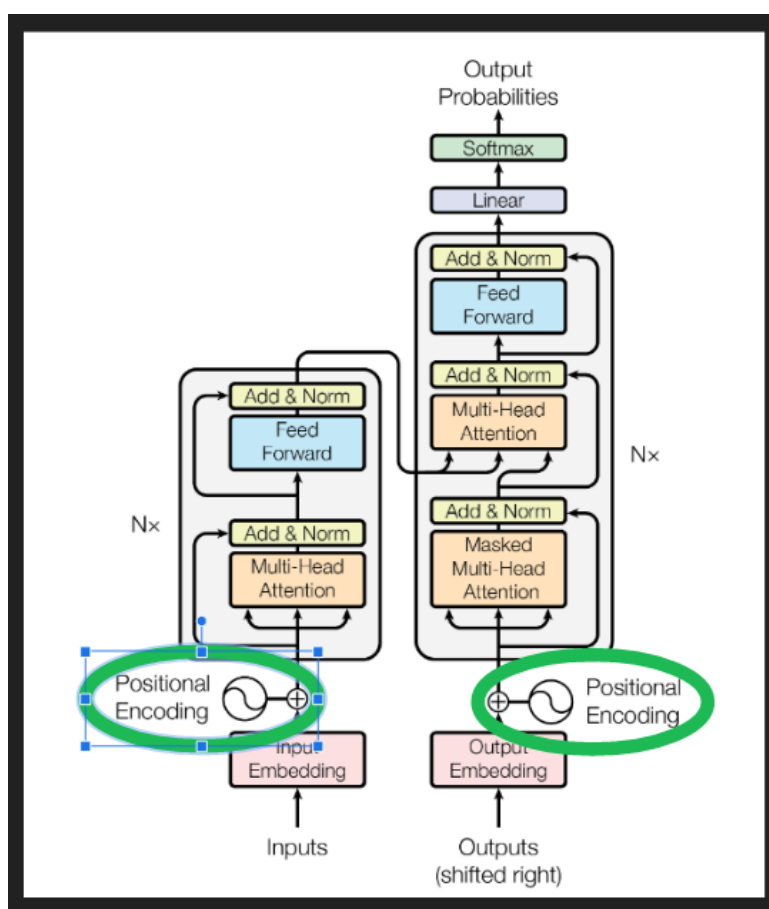 Output
Probabilities
Softmax
Linear
Add & Norm
Feed
Forward
Add & Norm
Multi-Head
Attention
Add & Norm
Masked
Multi-Head
Attention
Nx
Positional
Encoding
Output
Embedding
Outputs
(shifted right)
Add & Norm
Feed
Forward
Add & Norm
Multi-Head
Attention
Nx
Positional
Encoding
Input
Embedding
Inputs